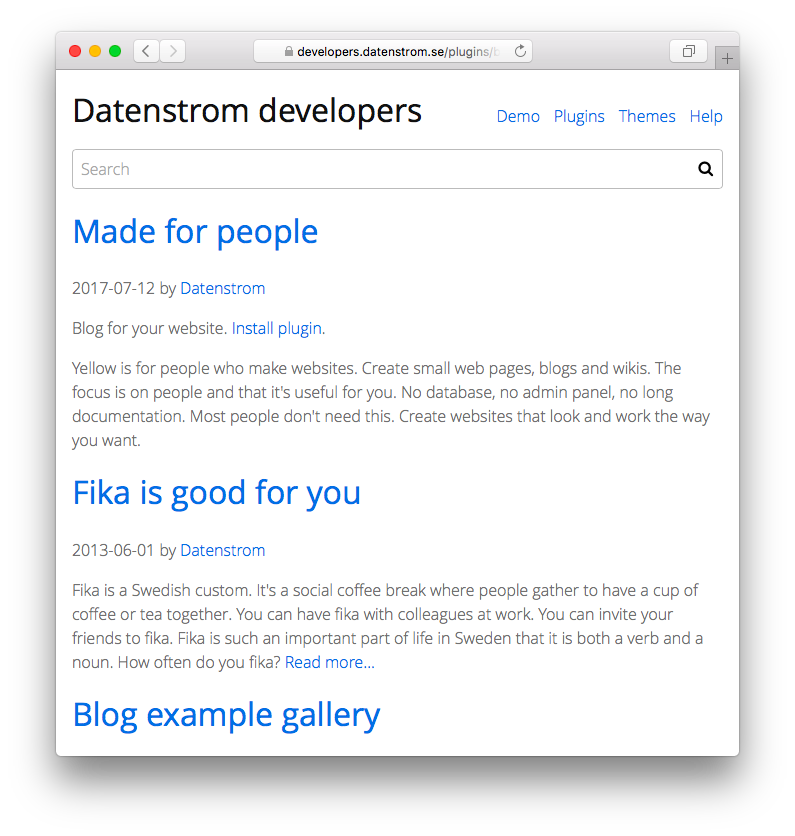 developers.datenstrom.se/plugins/b
Datenstrom developers
Demo Plugins Themes Help
Search
Made for people
2017-07-12 by Datenstrom
Blog for your website. Install plugin.
Yellow is for people who make websites. Create small web pages, blogs and wikis. The
focus is on people and that it's useful for you. No database, no admin panel, no long
documentation. Most people don't need this. Create websites that look and work the way
you want.
Fika is good for you
2013-06-01 by Datenstrom
Fika is a Swedish custom. It's a social coffee break where people gather to have a cup of
coffee or tea together. You can have fika with colleagues at work. You can invite your
friends to fika. Fika is such an important part of life in Sweden that it is both a verb and a
noun. How often do you fika? Read more...
Blog example gallery